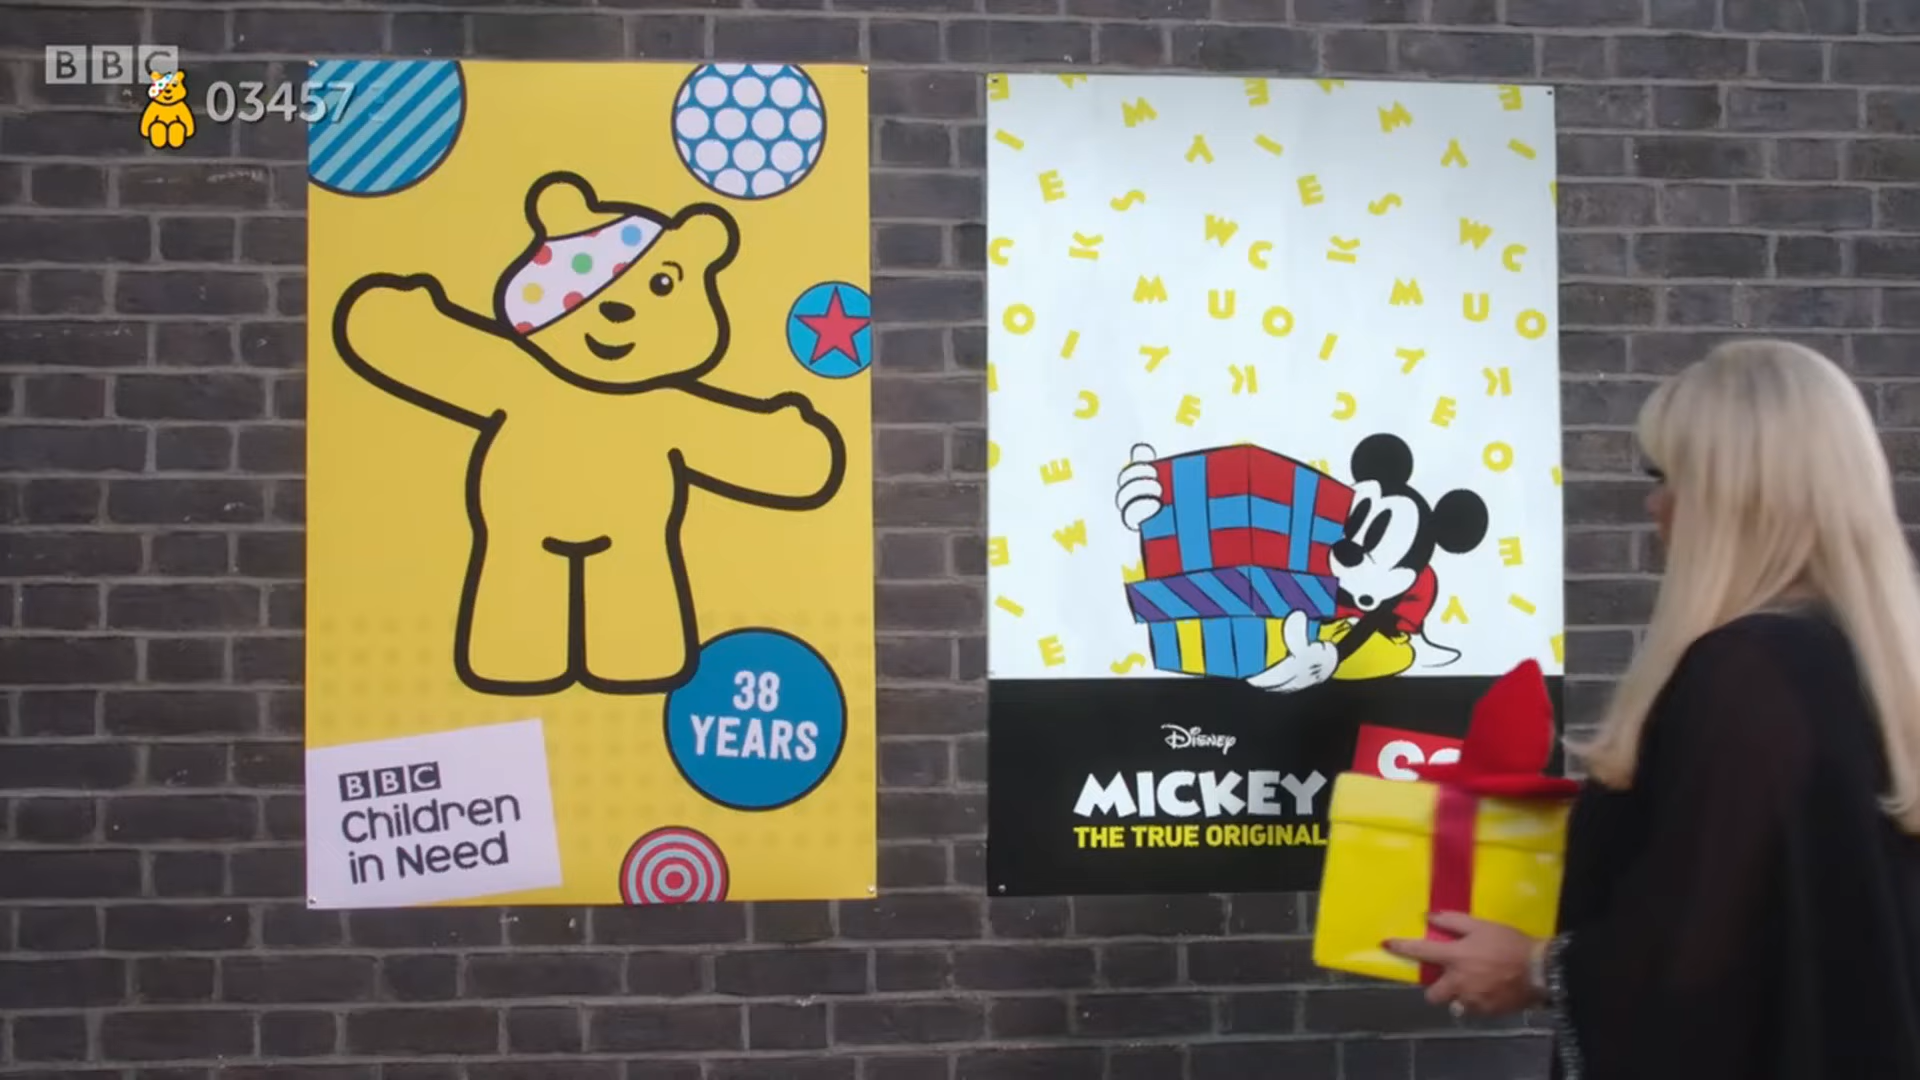 BBC
03457
38
YEARS
BBC
Children
in Need
Disney
MICKEY
THE TRUE ORIGINAL